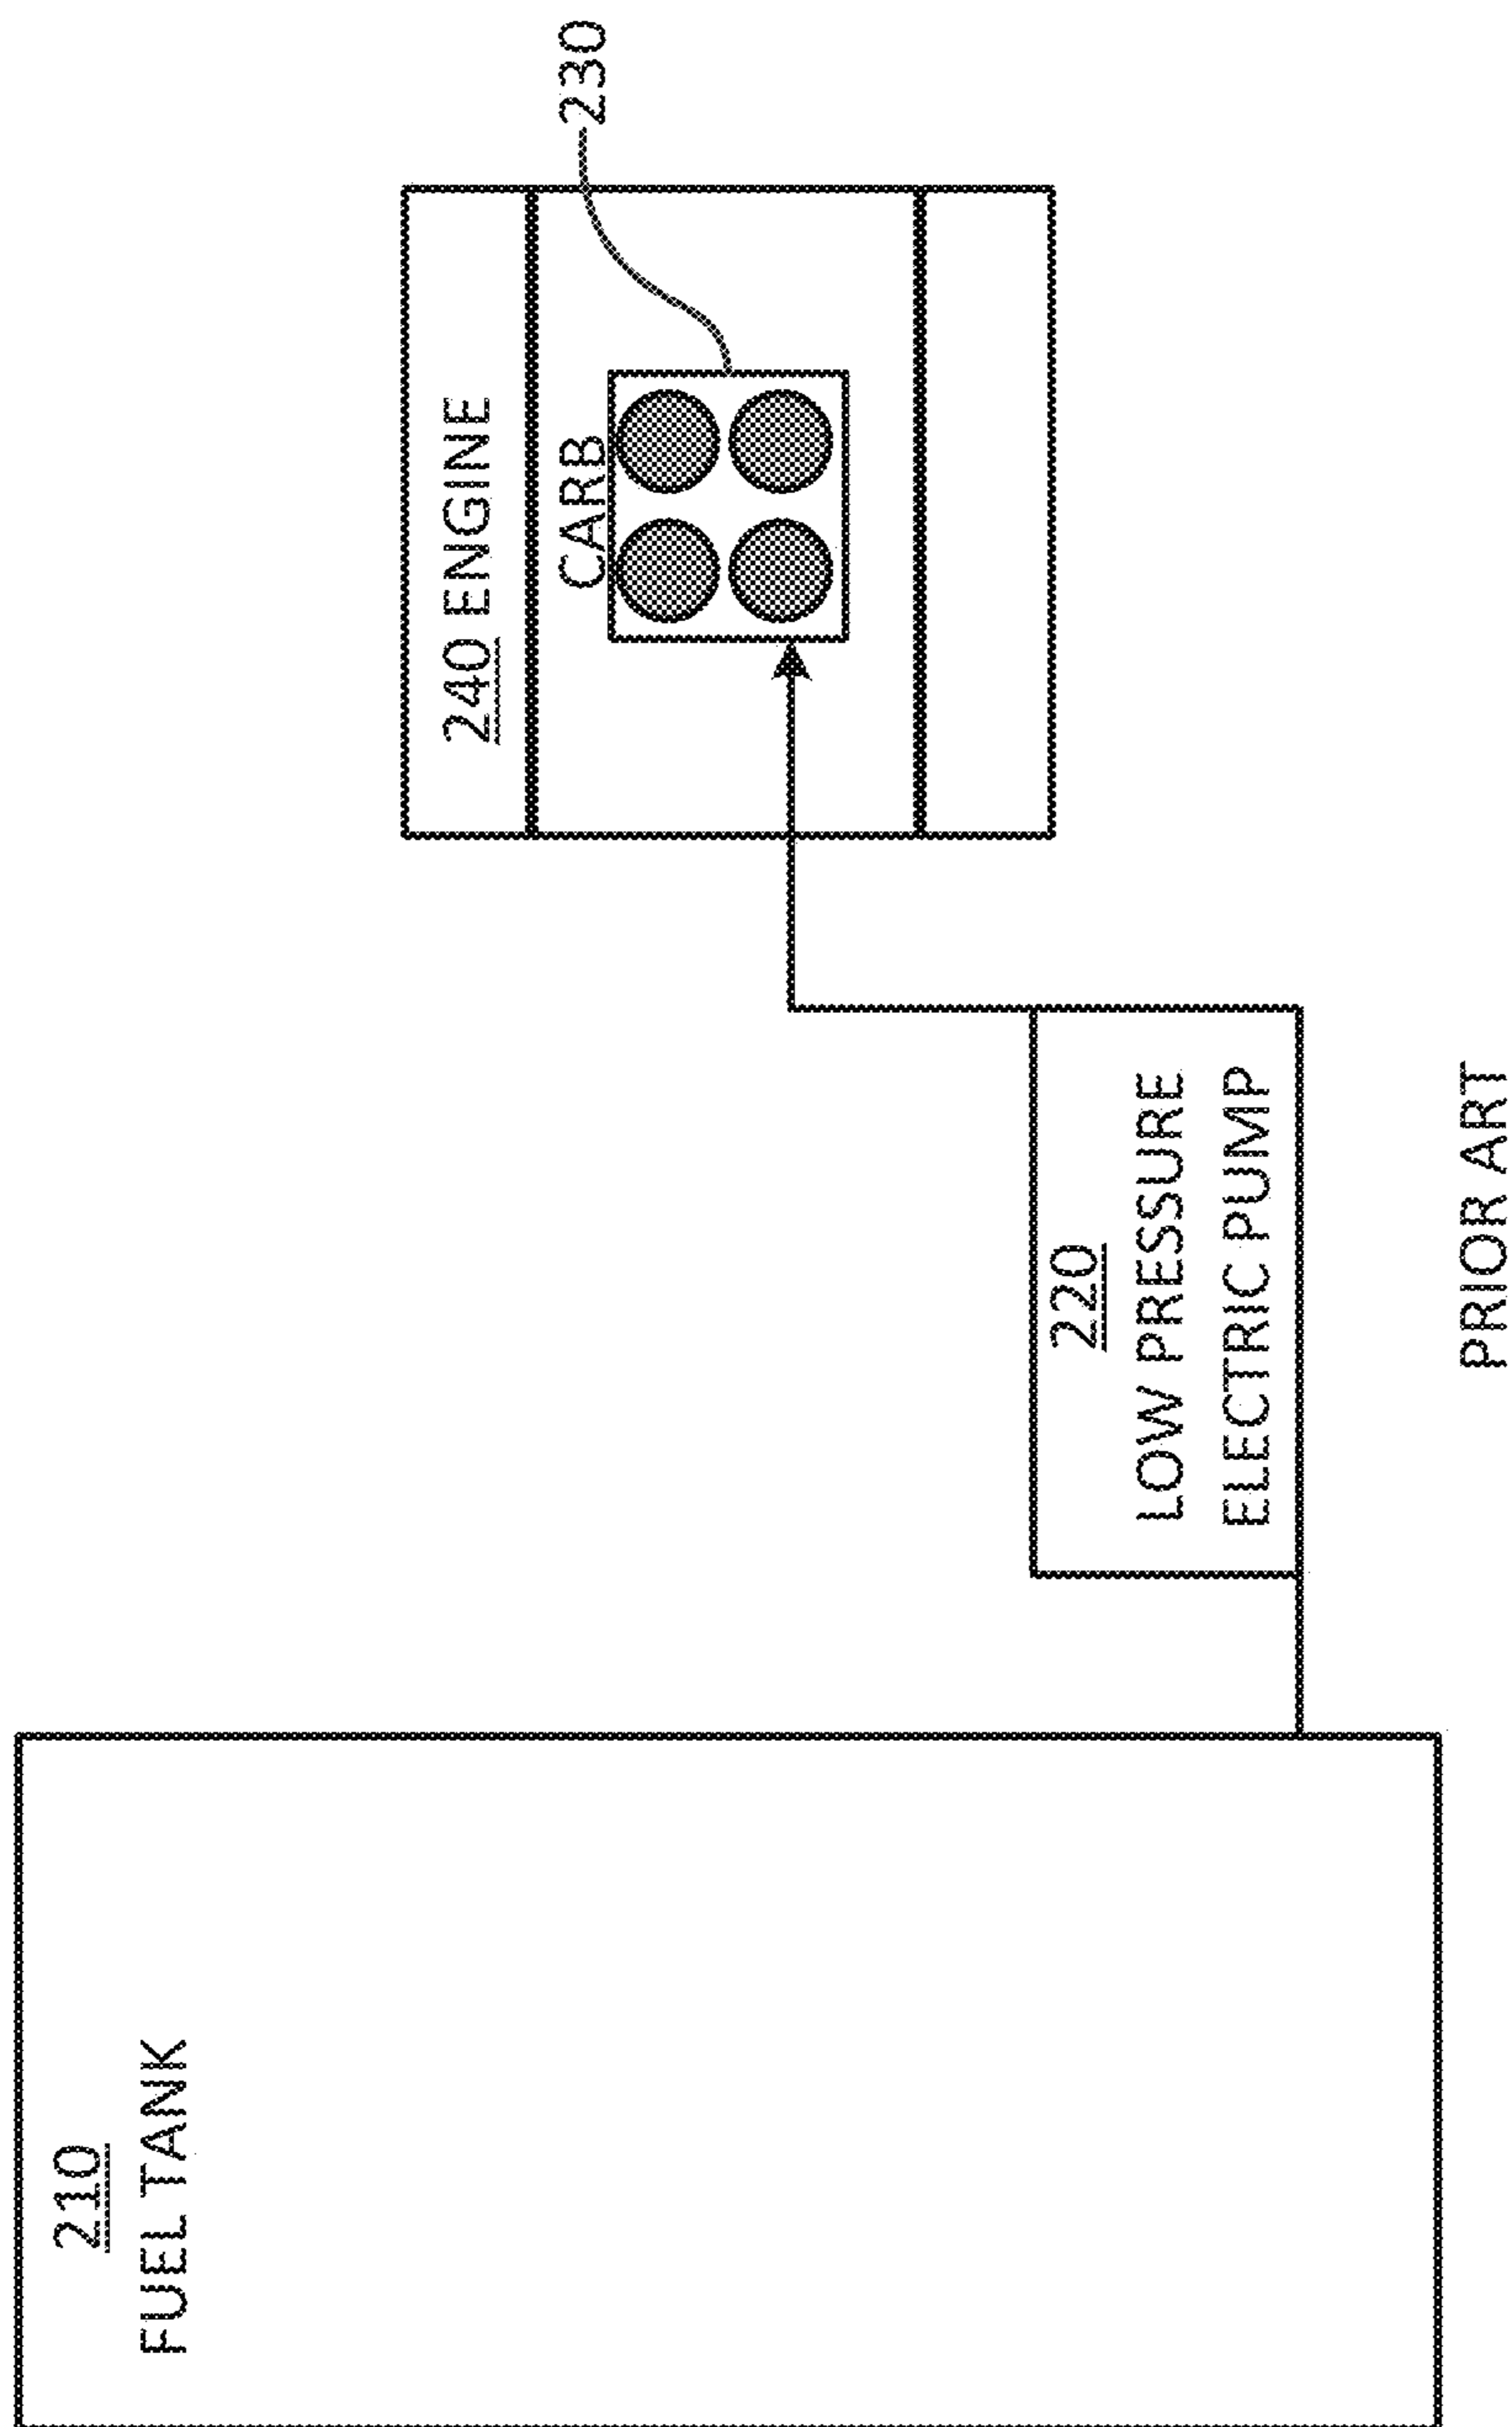 210
FUEL TANK
220
LOW PRESSURE
ELECTRIC PUMP
240 ENGINE
CARB
230
PRIOR ART